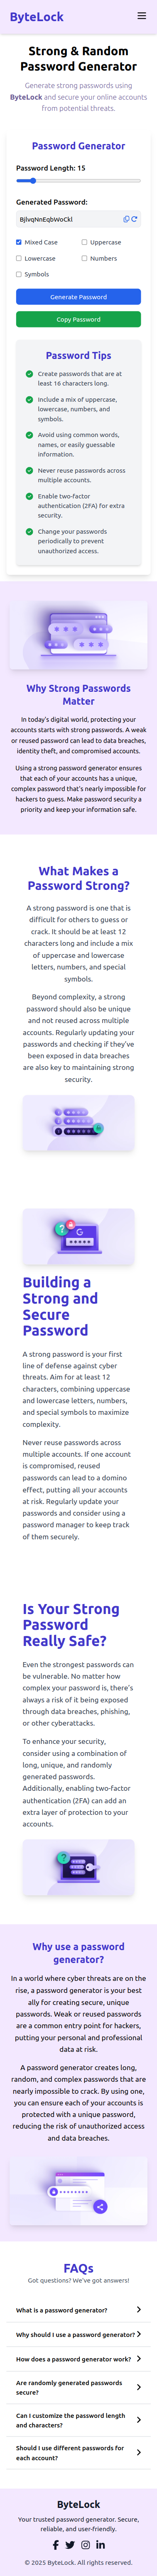 ByteLock
Strong & Random
Password Generator
Generate strong passwords using
ByteLock and secure your online accounts
from potential threats.
Password Generator
Password Length: 15
Generated Password:
BjlvqNnEqbWoCkl
Mixed Case
Uppercase
Lowercase
Numbers
Symbols
Generate Password
Copy Password
Password Tips
Create passwords that are at
least 16 characters long.
Include a mix of uppercase,
lowercase, numbers, and
symbols.
Avoid using common words,
names, or easily guessable
information.
Never reuse passwords across
multiple accounts.
Enable two-factor
authentication (2FA) for extra
security.
Change your passwords
periodically to prevent
unauthorized access.
Why Strong Passwords
Matter
In today's digital world, protecting your
accounts starts with strong passwords. A weak
or reused password can lead to data breaches,
identity theft, and compromised accounts.
Using a strong password generator ensures
that each of your accounts has a unique,
complex password that's nearly impossible for
hackers to guess. Make password security a
priority and keep your information safe.
What Makes a
Password Strong?
A strong password is one that is
difficult for others to guess or
crack. It should be at least 12
characters long and include a mix
of uppercase and lowercase
letters, numbers, and special
symbols.
Beyond complexity, a strong
password should also be unique
and not reused across multiple
accounts. Regularly updating your
passwords and checking if they've
been exposed in data breaches
are also key to maintaining strong
security.
Building a
Strong and
Secure
Password
A strong password is your first
line of defense against cyber
threats. Aim for at least 12
characters, combining uppercase
and lowercase letters, numbers,
and special symbols to maximize
complexity.
Never reuse passwords across
multiple accounts. If one account
is compromised, reused
passwords can lead to a domino
effect, putting all your accounts
at risk. Regularly update your
passwords and consider using a
password manager to keep track
of them securely.
Is Your Strong
Password
Really Safe?
Even the strongest passwords can
be vulnerable. No matter how
complex your password is, there's
always a risk of it being exposed
through data breaches, phishing,
or other cyberattacks.
To enhance your security,
consider using a combination of
long, unique, and randomly
generated passwords.
Additionally, enabling two-factor
authentication (2FA) can add an
extra layer of protection to your
accounts.
Why use a password
generator?
In a world where cyber threats are on the
rise, a password generator is your best
ally for creating secure, unique
passwords. Weak or reused passwords
are a common entry point for hackers,
putting your personal and professional
data at risk.
A password generator creates long,
random, and complex passwords that are
nearly impossible to crack. By using one,
you can ensure each of your accounts is
protected with a unique password,
reducing the risk of unauthorized access
and data breaches.
FAQs
Got questions? We've got answers!
What is a password generator?
Why should I use a password generator?
How does a password generator work?
Are randomly generated passwords
secure?
Can I customize the password length
and characters?
Should I use different passwords for
each account?
ByteLock
Your trusted password generator. Secure,
reliable, and user-friendly.
© 2025 ByteLock. All rights reserved.